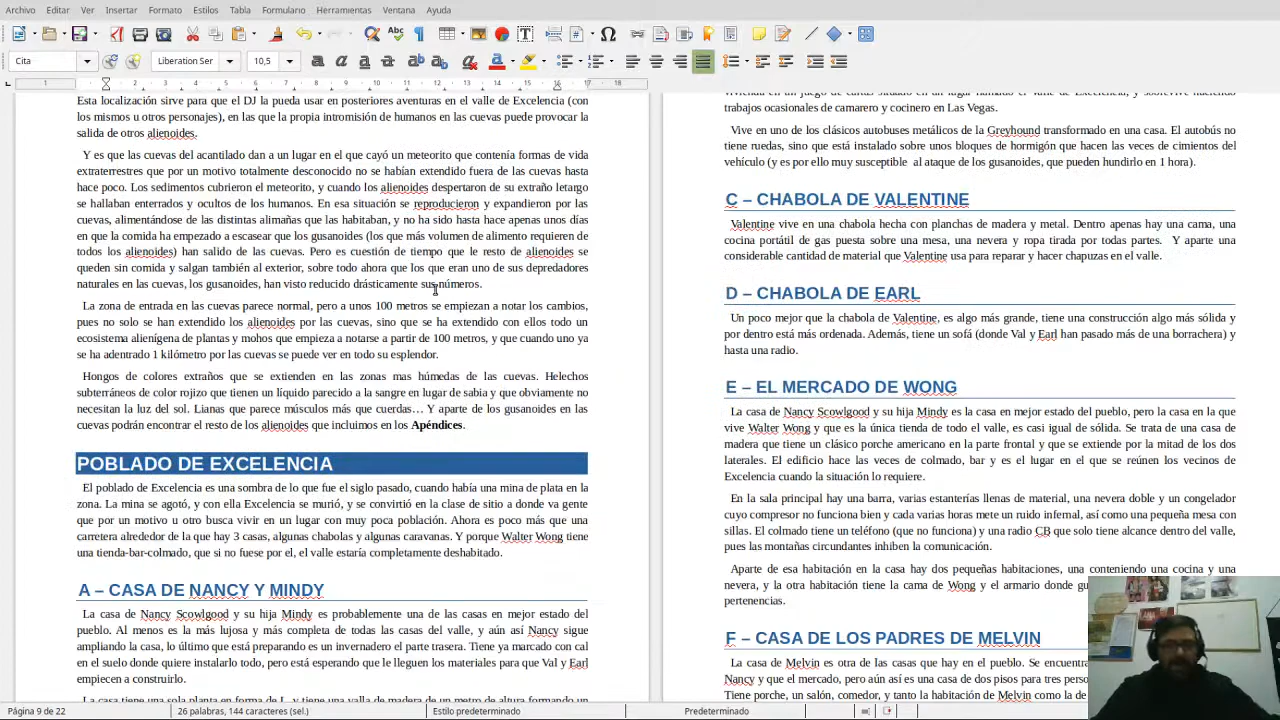 Archivo Editar Ver Insertar Formato Estilos Tabla Formulario Herramientas Ventana Ayuda
Cita Liberation Ser 10,5
1 1 2 3 4 5 6 7 8 9 10 11 12 13 14 15 16 17 18
Esta localización sirve para que el DJ la pueda usar en posteriores aventuras en el valle de Excelencia (con
los mismos u otros personajes), en las que la propia intromisión de humanos en las cuevas puede provocar la
salida de otros alienoides.
Y es que las cuevas del acantilado dan a un lugar en el que cayó un meteorito que contenía formas de vida
extraterrestres que por un motivo totalmente desconocido no se habían extendido fuera de las cuevas hasta
hace poco. Los sedimentos cubrieron el meteorito, y cuando los alienoides despertaron de su extraño letargo
se hallaban enterrados y ocultos de los humanos. En esa situación se reproducieron y expandieron por las
cuevas, alimentándose de las distintas alimañas que las habitaban, y no ha sido hasta hace apenas unos días
en que la comida ha empezado a escasear que los gusanoides (los que más volumen de alimento requieren de
todos los alienoides) han salido de las cuevas. Pero es cuestión de tiempo que le resto de alienoides se
queden sin comida y salgan también al exterior, sobre todo ahora que los que eran uno de sus depredadores
naturales en las cuevas, los gusanoides, han visto reducido drásticamente sus números.
La zona de entrada en las cuevas parece normal, pero a unos 100 metros se empiezan a notar los cambios,
pues no solo se han extendido los alienoides por las cuevas, sino que se ha extendido con ellos todo un
ecosistema alienígena de plantas y mohos que empieza a notarse a partir de 100 metros, y que cuando uno ya
se ha adentrado 1 kilómetro por las cuevas se puede ver en todo su esplendor.
Hongos de colores extraños que se extienden en las zonas mas húmedas de las cuevas. Helechos
subterráneos de color rojizo que tienen un líquido parecido a la sangre en lugar de sabia y que obviamente no
necesitan la luz del sol. Lianas que parece músculos más que cuerdas… Y aparte de los gusanoides en las
cuevas podrán encontrar el resto de los alienoides que incluimos en los Apéndices.
POBLADO DE EXCELENCIA
El poblado de Excelencia es una sombra de lo que fue el siglo pasado, cuando había una mina de plata en la
zona. La mina se agotó, y con ella Excelencia se murió, y se convirtió en la clase de sitio a donde va gente
que por un motivo u otro busca vivir en un lugar con muy poca población. Ahora es poco más que una
carretera alrededor de la que hay 3 casas, algunas chabolas y algunas caravanas. Y porque Walter Wong tiene
una tienda-bar-colmado, que si no fuese por el, el valle estaría completamente deshabitado.
A – CASA DE NANCY Y MINDY
La casa de Nancy Scowlgood y su hija Mindy es probablemente una de las casas en mejor estado del
pueblo. Al menos es la más lujosa y más completa de todas las casas del valle, y aún así Nancy sigue
ampliando la casa, lo último que está preparando es un invernadero el parte trasera. Tiene ya marcado con cal
en el suelo donde quiere instalarlo todo, pero está esperando que le lleguen los materiales para que Val y Earl
empiecen a construirlo.
La casa tiene una sola planta en forma de L, y tiene una valla de madera de un metro de altura formando un
trabajos ocasionales de camarero y cocinero en Las Vegas.
Vive en uno de los clásicos autobuses metálicos de la Greyhound transformado en una casa. El autobús no
tiene ruedas, sino que está instalado sobre unos bloques de hormigón que hacen las veces de cimientos del
vehículo (y es por ello muy susceptible al ataque de los gusanoides, que pueden hundirlo en 1 hora).
C – CHABOLA DE VALENTINE
Valentine vive en una chabola hecha con planchas de madera y metal. Dentro apenas hay una cama, una
cocina portátil de gas puesta sobre una mesa, una nevera y ropa tirada por todas partes. Y aparte una
considerable cantidad de material que Valentine usa para reparar y hacer chapuzas en el valle.
D – CHABOLA DE EARL
Un poco mejor que la chabola de Valentine, es algo más grande, tiene una construcción algo más sólida y
por dentro está más ordenada. Además, tiene un sofá (donde Val y Earl han pasado más de una borrachera) y
hasta una radio.
E – EL MERCADO DE WONG
La casa de Nancy Scowlgood y su hija Mindy es la casa en mejor estado del pueblo, pero la casa en la que
vive Walter Wong y que es la única tienda de todo el valle, es casi igual de sólida. Se trata de una casa de
madera que tiene un clásico porche americano en la parte frontal y que se extiende por la mitad de los dos
laterales. El edificio hace las veces de colmado, bar y es el lugar en el que se reúnen los vecinos de
Excelencia cuando la situación lo requiere.
En la sala principal hay una barra, varias estanterías llenas de material, una nevera doble y un congelador
cuyo compresor no funciona bien y cada varias horas mete un ruido infernal, así como una pequeña mesa con
sillas. El colmado tiene un teléfono (que no funciona) y una radio CB que solo tiene alcance dentro del valle,
pues las montañas circundantes inhiben la comunicación.
Aparte de esa habitación en la casa hay dos pequeñas habitaciones, una conteniendo una cocina y una
nevera, y la otra habitación tiene la cama de Wong y el armario donde
pertenencias.
F – CASA DE LOS PADRES DE MELVIN
La casa de Melvin es otra de las casas que hay en el pueblo. Se encuentra
Nancy y que el mercado, pero aún así es una casa de dos pisos para tres
Tiene porche, un salón, comedor, y tanto la habitación de Melvin como la de
Página 9 de 22 26 palabras, 144 caracteres (sel.) Estilo predeterminado Predeterminado